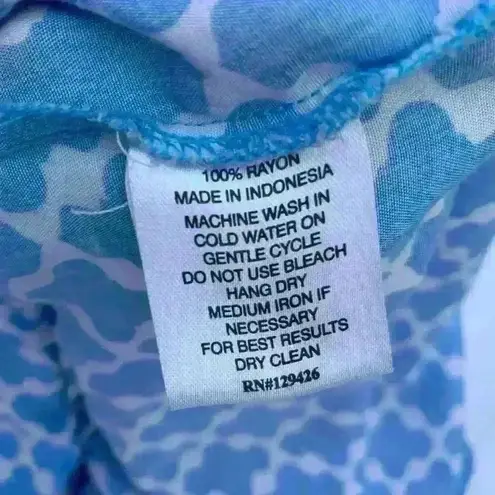 100% RAYON
MADE IN INDONESIA
MACHINE WASH IN
COLD WATER ON
GENTLE CYCLE
DO NOT USE BLEACH
HANG DRY
MEDIUM IRON IF
NECESSARY
FOR BEST RESULTS
DRY CLEAN
RN#129426